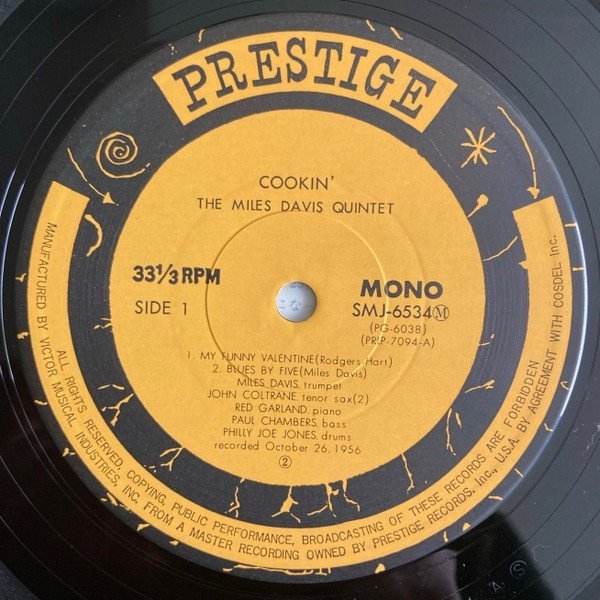 PRESTIGE
COOKIN'
THE MILES DAVIS QUINTET
33 1/3 RPM
SIDE 1
MONO
SMJ-6534Ⓜ
(PG-6038)
(PRLP-7094-A)
1. MY FUNNY VALENTINE(Rodgers-Hart)
2. BLUES BY FIVE(Miles Davis)
MILES DAVIS, trumpet
JOHN COLTRANE, tenor sax(2)
RED GARLAND, piano
PAUL CHAMBERS, bass
PHILLY JOE JONES, drums
recorded October 26, 1956
②
MANUFACTURED BY VICTOR MUSICAL INDUSTRIES, INC. FROM A MASTER RECORDING OWNED BY PRESTIGE RECORDS, Inc., U.S.A. BY AGREEMENT WITH COSDEL Inc.
ALL RIGHTS RESERVED, COPYING, PUBLIC PERFORMANCE, BROADCASTING OF THESE RECORDS ARE FORBIDDEN